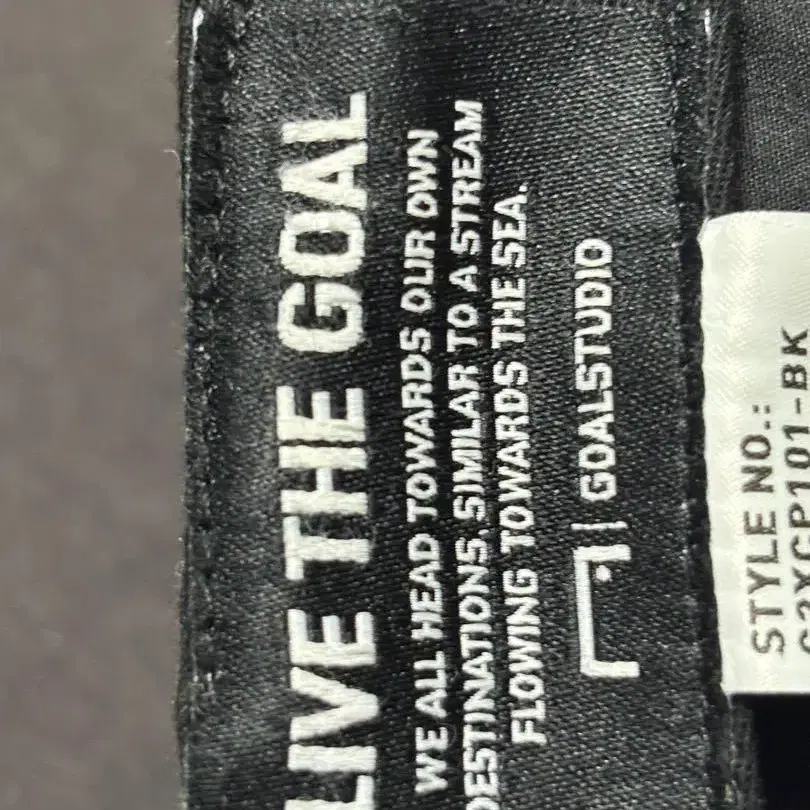 LIVE THE GOAL
WE ALL HEAD TOWARDS OUR OWN
DESTINATIONS, SIMILAR TO A STREAM
FLOWING TOWARDS THE SEA.
GOALSTUDIO
STYLE NO.: